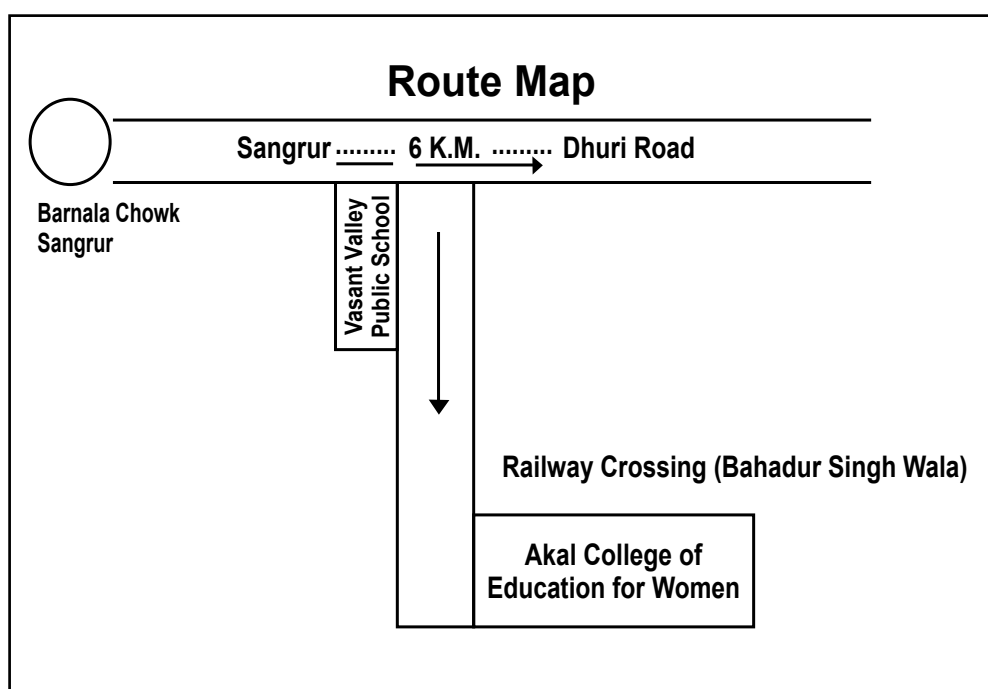 Route Map
Sangrur ......... 6 K.M. ......... Dhuri Road
Barnala Chowk
Sangrur
Vasant Valley
Public School
Railway Crossing (Bahadur Singh Wala)
Akal College of
Education for Women